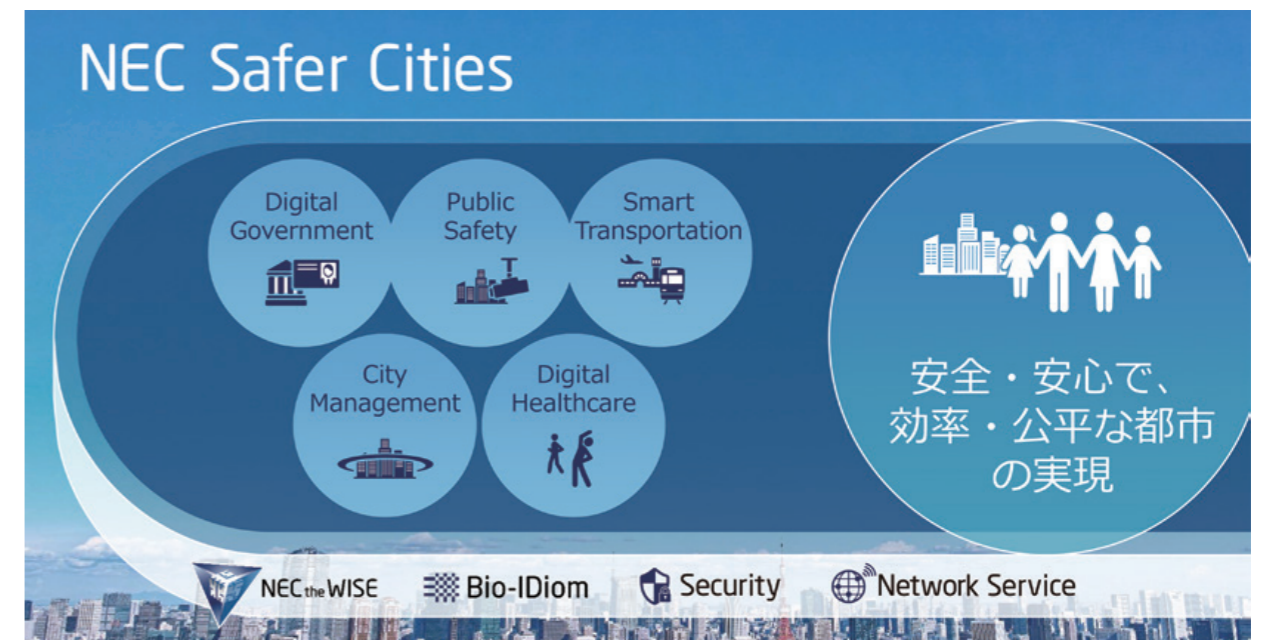 NEC Safer Cities
Digital
Government
Public
Safety
Smart
Transportation
City
Management
Digital
Healthcare
安全・安心で、
効率・公平な都市
の実現
NEC the WISE
Bio-IDiom
Security
Network Service